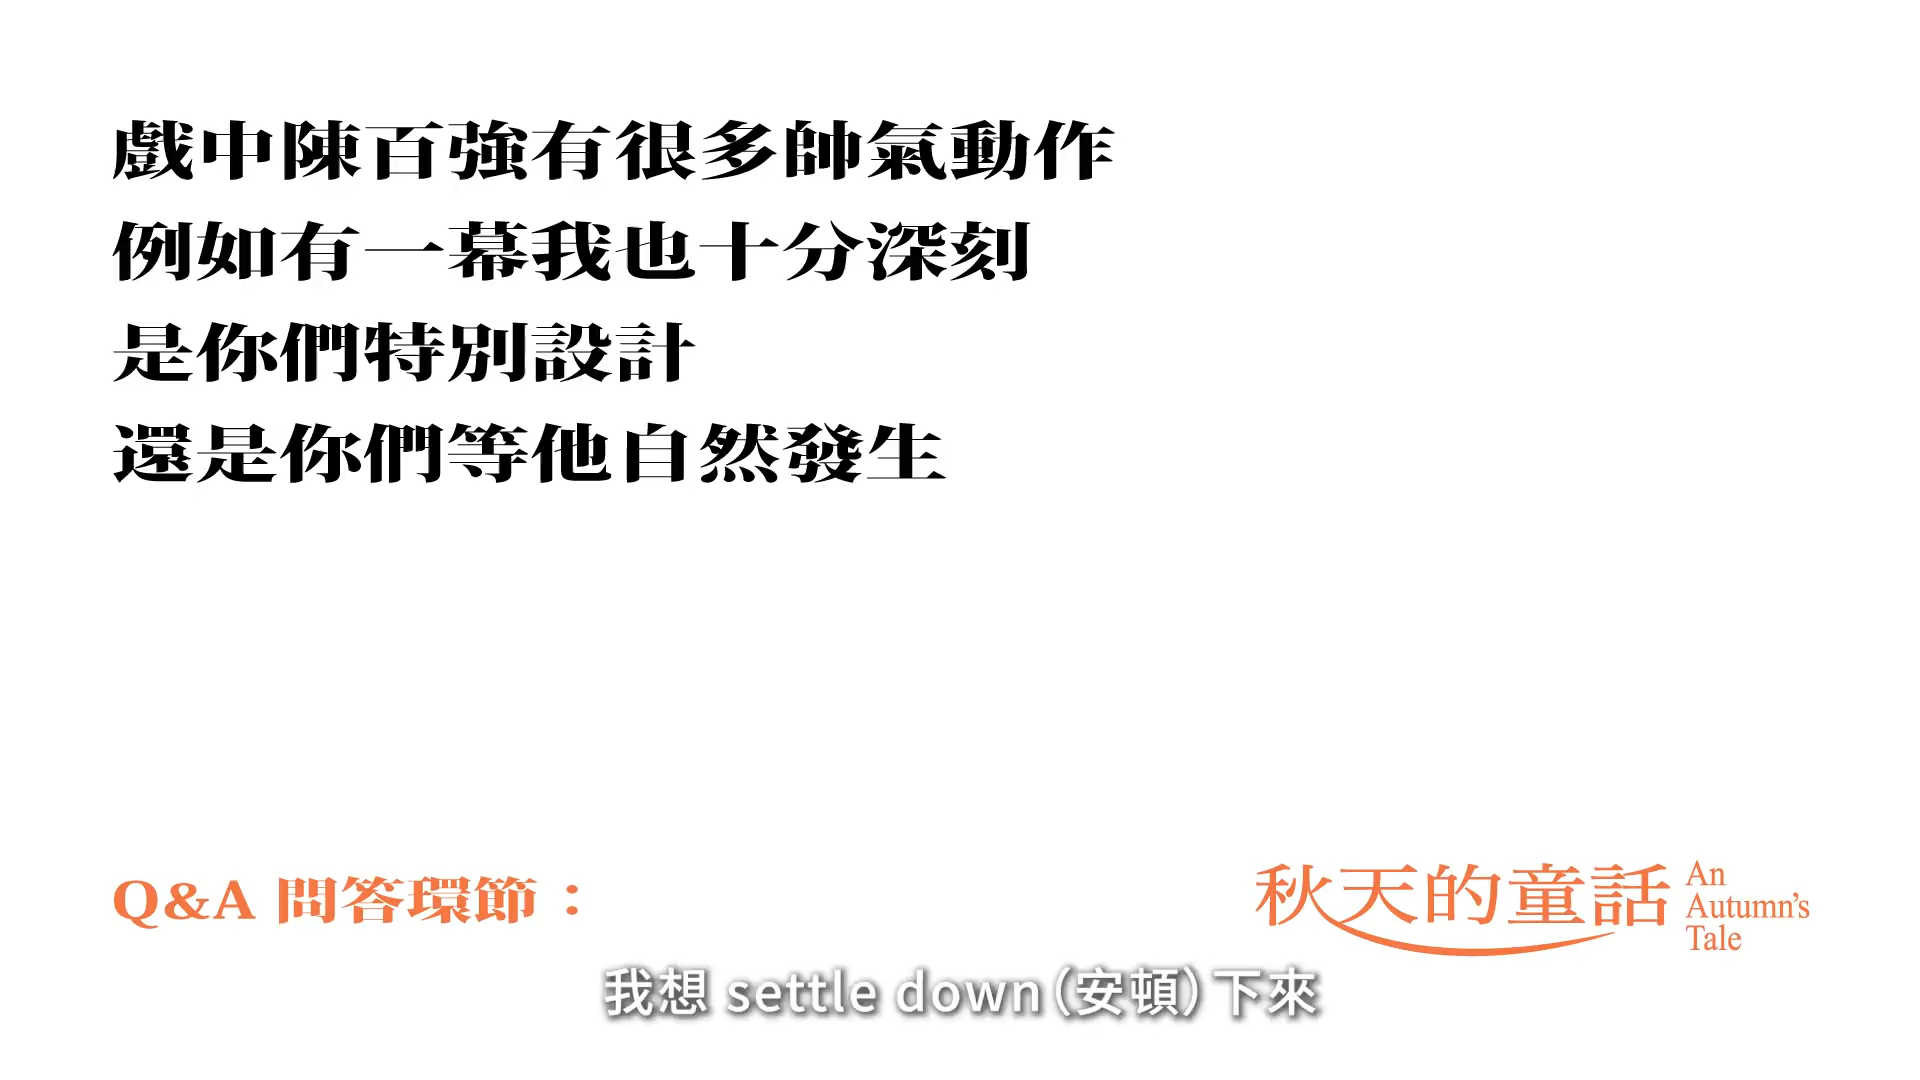 戲中陳百強有很多帥氣動作
例如有一幕我也十分深刻
是你們特別設計
還是你們等他自然發生
Q&A 問答環節：
秋天的童話
An
Autumn's
Tale
我想 settle down（安頓）下來